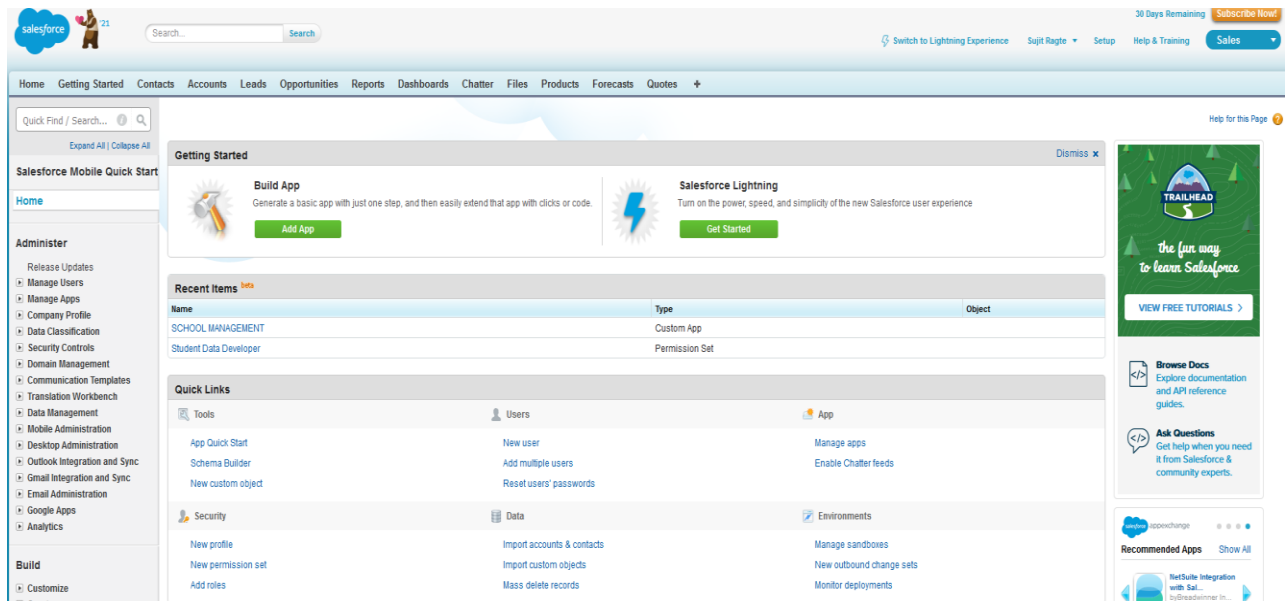 salesforce
'21
Search...
Search
30 Days Remaining
Subscribe Now!
Switch to Lightning Experience
Sujit Ragte
Setup
Help & Training
Sales
Home Getting Started Contacts Accounts Leads Opportunities Reports Dashboards Chatter Files Products Forecasts Quotes +
Quick Find / Search...
Expand All | Collapse All
Salesforce Mobile Quick Start
Home
Administer
Release Updates
Manage Users
Manage Apps
Company Profile
Data Classification
Security Controls
Domain Management
Communication Templates
Translation Workbench
Data Management
Mobile Administration
Desktop Administration
Outlook Integration and Sync
Gmail Integration and Sync
Email Administration
Google Apps
Analytics
Build
Customize
Help for this Page ?
Getting Started
Dismiss x
Build App
Generate a basic app with just one step, and then easily extend that app with clicks or code.
Add App
Salesforce Lightning
Turn on the power, speed, and simplicity of the new Salesforce user experience
Get Started
Recent Items beta
Name Type Object
SCHOOL MANAGEMENT Custom App
Student Data Developer Permission Set
Quick Links
Tools
App Quick Start
Schema Builder
New custom object
Users
New user
Add multiple users
Reset users' passwords
App
Manage apps
Enable Chatter feeds
Security
New profile
New permission set
Add roles
Data
Import accounts & contacts
Import custom objects
Mass delete records
Environments
Manage sandboxes
New outbound change sets
Monitor deployments
TRAILHEAD
the fun way
to learn Salesforce
VIEW FREE TUTORIALS >
</>
Browse Docs
Explore documentation
and API reference
guides.
</>
Ask Questions
Get help when you need
it from Salesforce &
community experts.
salesforce appexchange
Recommended Apps Show All
NetSuite Integration
with Sal...
byBreadwinner In...